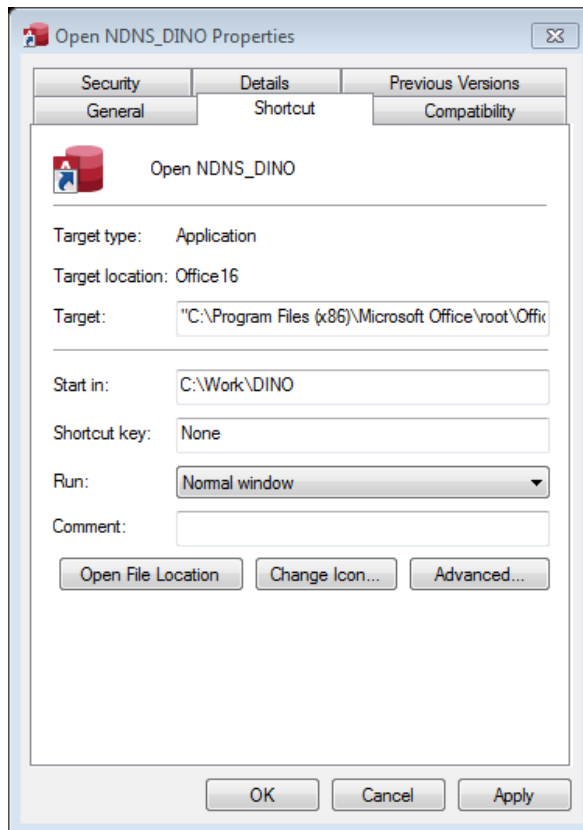 Open NDNS_DINO Properties
Security Details Previous Versions
General Shortcut Compatibility
A
Open NDNS_DINO
Target type: Application
Target location: Office16
Target: "C:\Program Files (x86)\Microsoft Office\root\Offic
Start in: C:\Work\DINO
Shortcut key: None
Run: Normal window
Comment:
Open File Location Change Icon... Advanced...
OK Cancel Apply